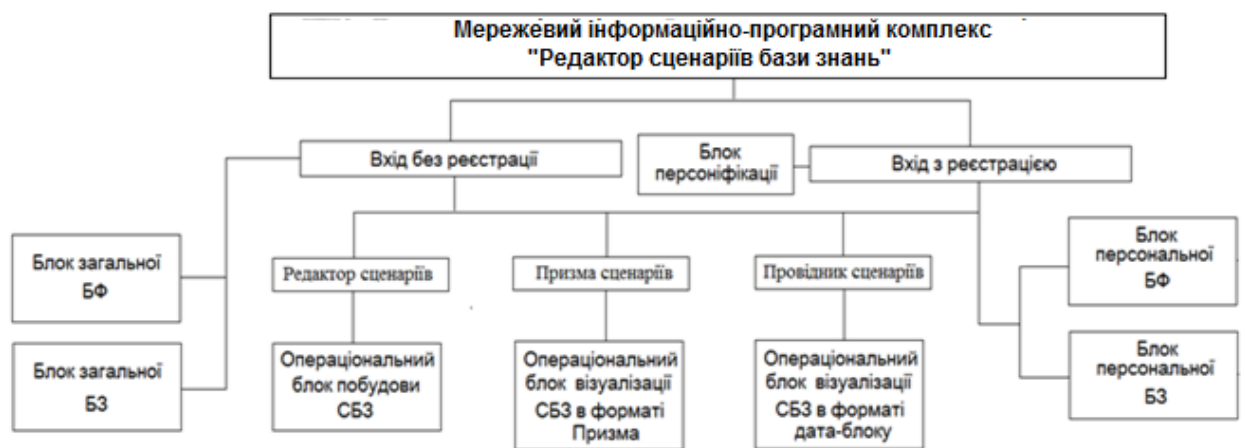 Мережевий інформаційно-програмний комплекс
"Редактор сценаріїв бази знань"
Вхід без реєстрації
Блок
персоніфікації
Вхід з реєстрацією
Блок загальної
БФ
Редактор сценаріїв
Призма сценаріїв
Провідник сценаріїв
Блок
персональної
БФ
Блок загальної
БЗ
Операціональний
блок побудови
СБЗ
Операціональний
блок візуалізації
СБЗ в форматі
Призма
Операціональний
блок візуалізації
СБЗ в форматі
дата-блоку
Блок
персональної
БЗ